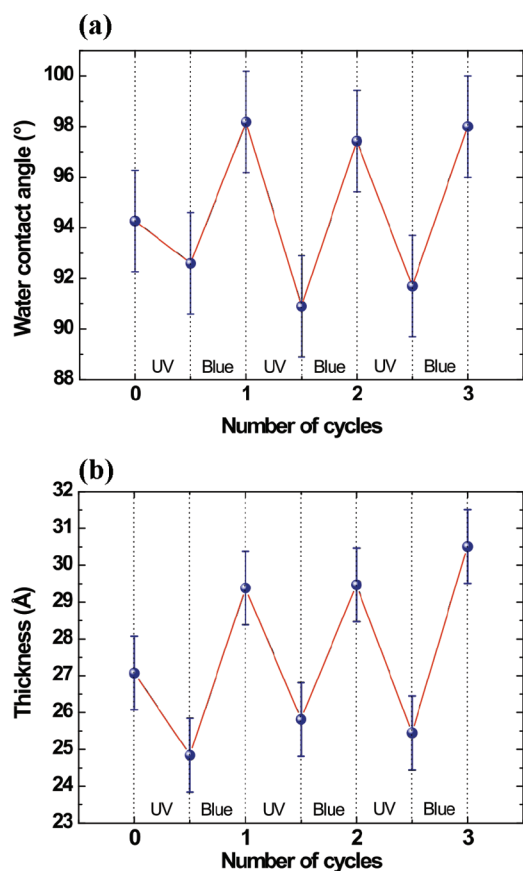 (a)
Water contact angle (°)
100
98
96
94
92
90
88
UV Blue UV Blue UV Blue
0 1 2 3
Number of cycles
(b)
Thickness (Å)
32
31
30
29
28
27
26
25
24
23
UV Blue UV Blue UV Blue
0 1 2 3
Number of cycles